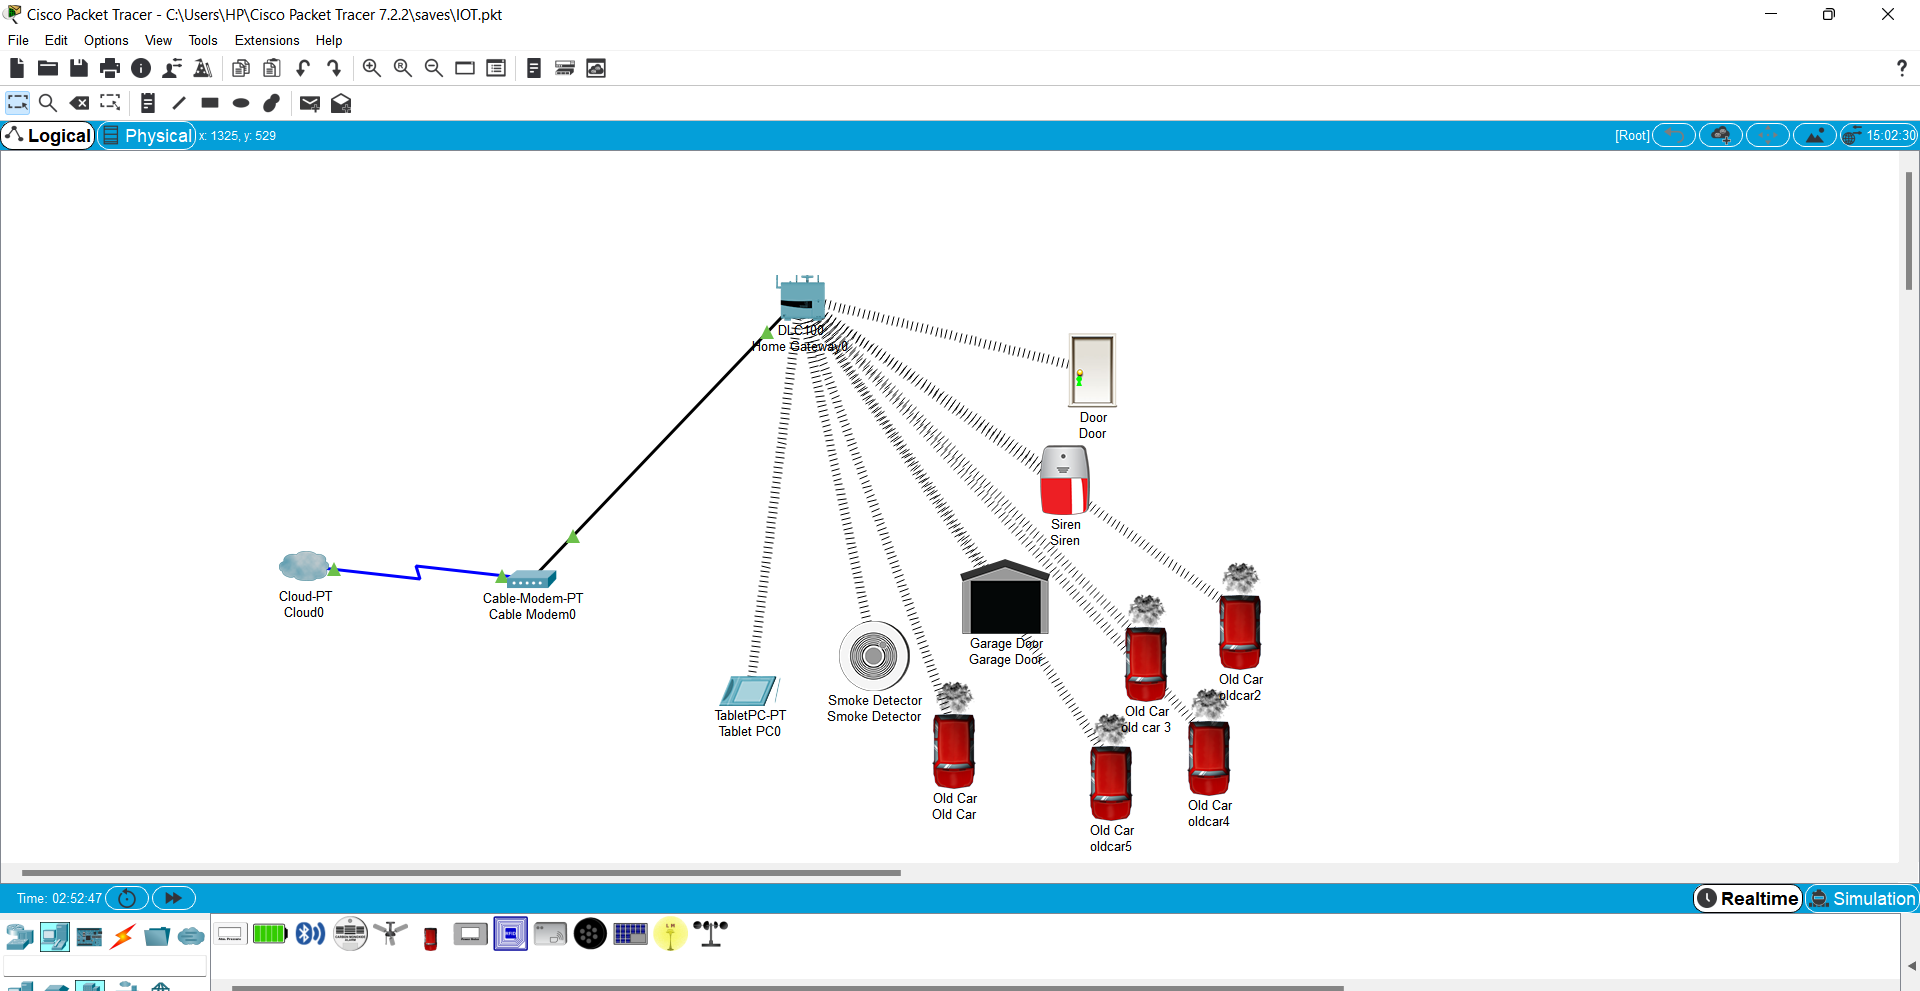 Cisco Packet Tracer - C:\Users\HP\Cisco Packet Tracer 7.2.2\saves\IOT.pkt
File Edit Options View Tools Extensions Help
?
Logical Physical x: 1325, y: 529 [Root] 15:02:30
DLC100
Home Gateway0
Door
Door
Siren
Siren
Cloud-PT
Cloud0
Cable-Modem-PT
Cable Modem0
Garage Door
Garage Door
Old Car
oldcar2
Smoke Detector
Smoke Detector
TabletPC-PT
Tablet PC0
Old Car
old car 3
Old Car
Old Car
Old Car
oldcar4
Old Car
oldcar5
Time: 02:52:47 Realtime Simulation